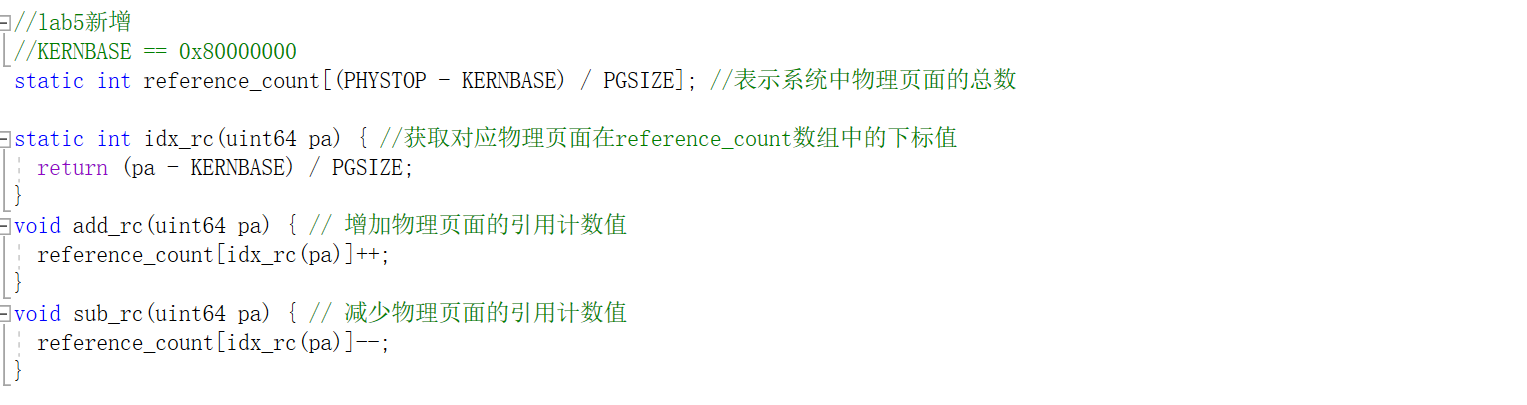 //lab5新增
//KERNBASE == 0x80000000
static int reference_count[(PHYSTOP - KERNBASE) / PGSIZE]; //表示系统中物理页面的总数
static int idx_rc(uint64 pa) { //获取对应物理页面在reference_count数组中的下标值
return (pa - KERNBASE) / PGSIZE;
}
void add_rc(uint64 pa) { // 增加物理页面的引用计数值
reference_count[idx_rc(pa)]++;
}
void sub_rc(uint64 pa) { // 减少物理页面的引用计数值
reference_count[idx_rc(pa)]--;
}